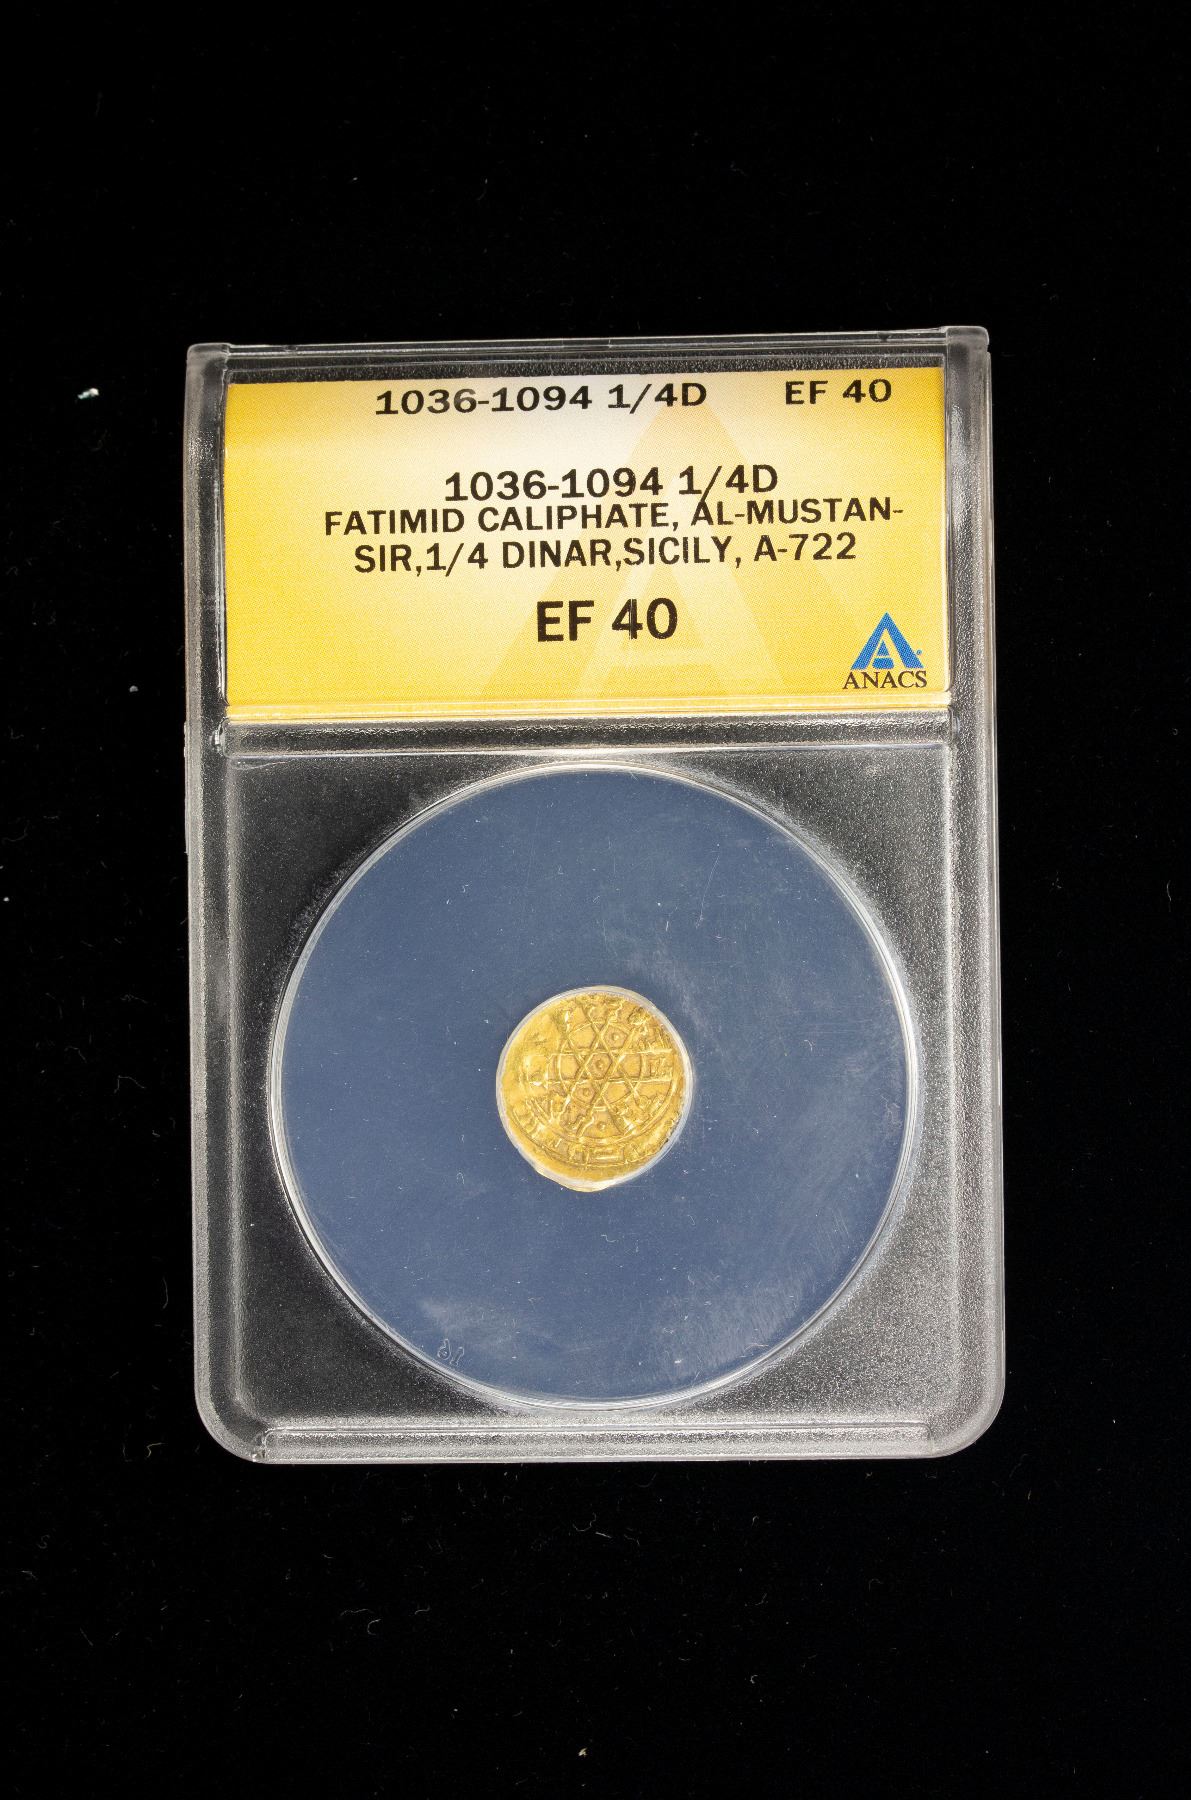 1036-1094 1/4D EF 40
1036-1094 1/4D
FATIMID CALIPHATE, AL-MUSTAN-
SIR,1/4 DINAR,SICILY, A-722
EF 40
ANACS
16